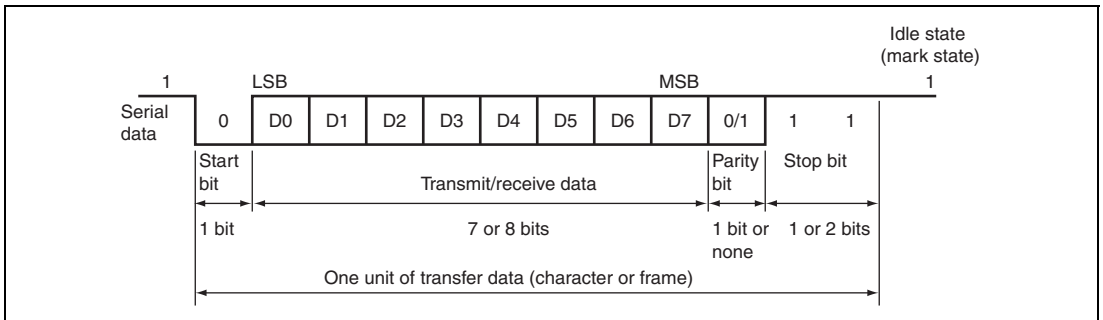 Idle state
(mark state)
1 LSB MSB 1
Serial
data
0 D0 D1 D2 D3 D4 D5 D6 D7 0/1 1 1
Start
bit
Transmit/receive data
Parity
bit
Stop bit
1 bit
7 or 8 bits
1 bit or
none
1 or 2 bits
One unit of transfer data (character or frame)